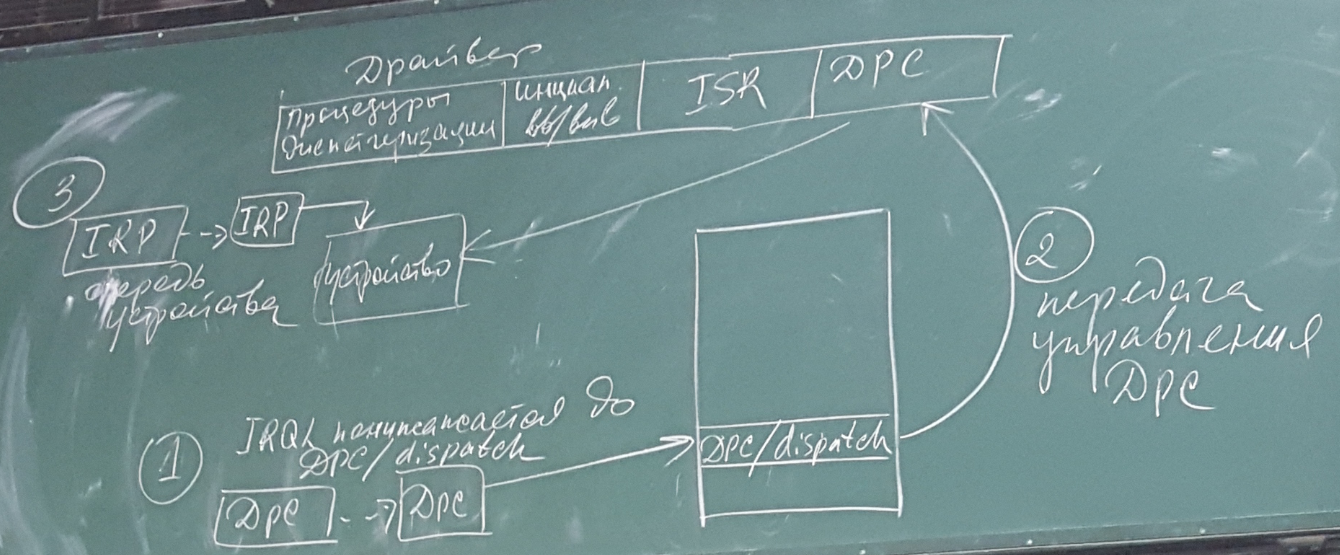 Драйвер
процедуры
диспетчеризации
инициал.
вв/выв
ISR
DPC
3
IRP
IRP
очередь
устройства
устройство
2
передача
управления
DPC
1
IRQL понижается до
DPC/dispatch
DPC
DPC
DPC/dispatch